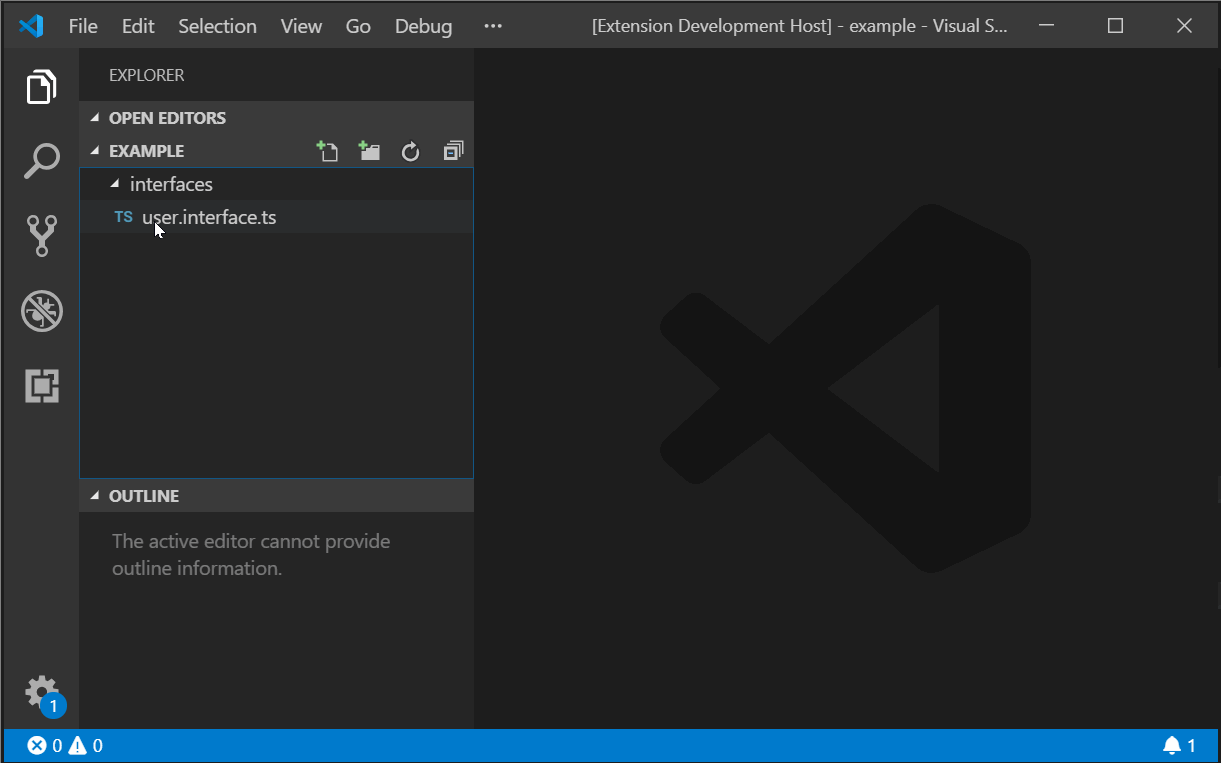 File Edit Selection View Go Debug ··· [Extension Development Host] - example - Visual S...
EXPLORER
OPEN EDITORS
EXAMPLE
interfaces
TS user.interface.ts
OUTLINE
The active editor cannot provide
outline information.
1
0 0 1